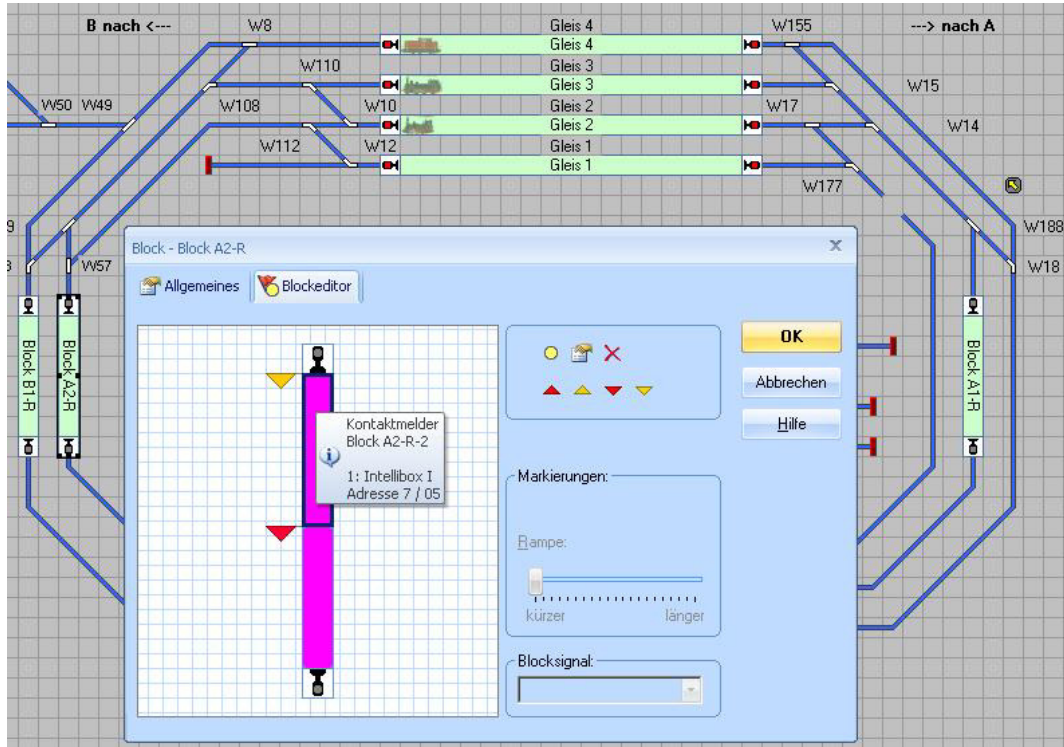 B nach <---
W8
Gleis 4
W155
---> nach A
Gleis 4
W110
Gleis 3
Gleis 3
W15
W50 W49
W108
W10
Gleis 2
W17
Gleis 2
W14
W112
W12
Gleis 1
Gleis 1
W177
9
W188
W57
W18
Block B1-R
Block A2-R
Block A1-R
Block - Block A2-R
x
Allgemeines
Blockeditor
OK
Abbrechen
Hilfe
Kontaktmelder
Block A2-R-2
1: Intellibox I
Adresse 7 / 05
Markierungen:
Rampe:
kürzer
länger
Blocksignal: